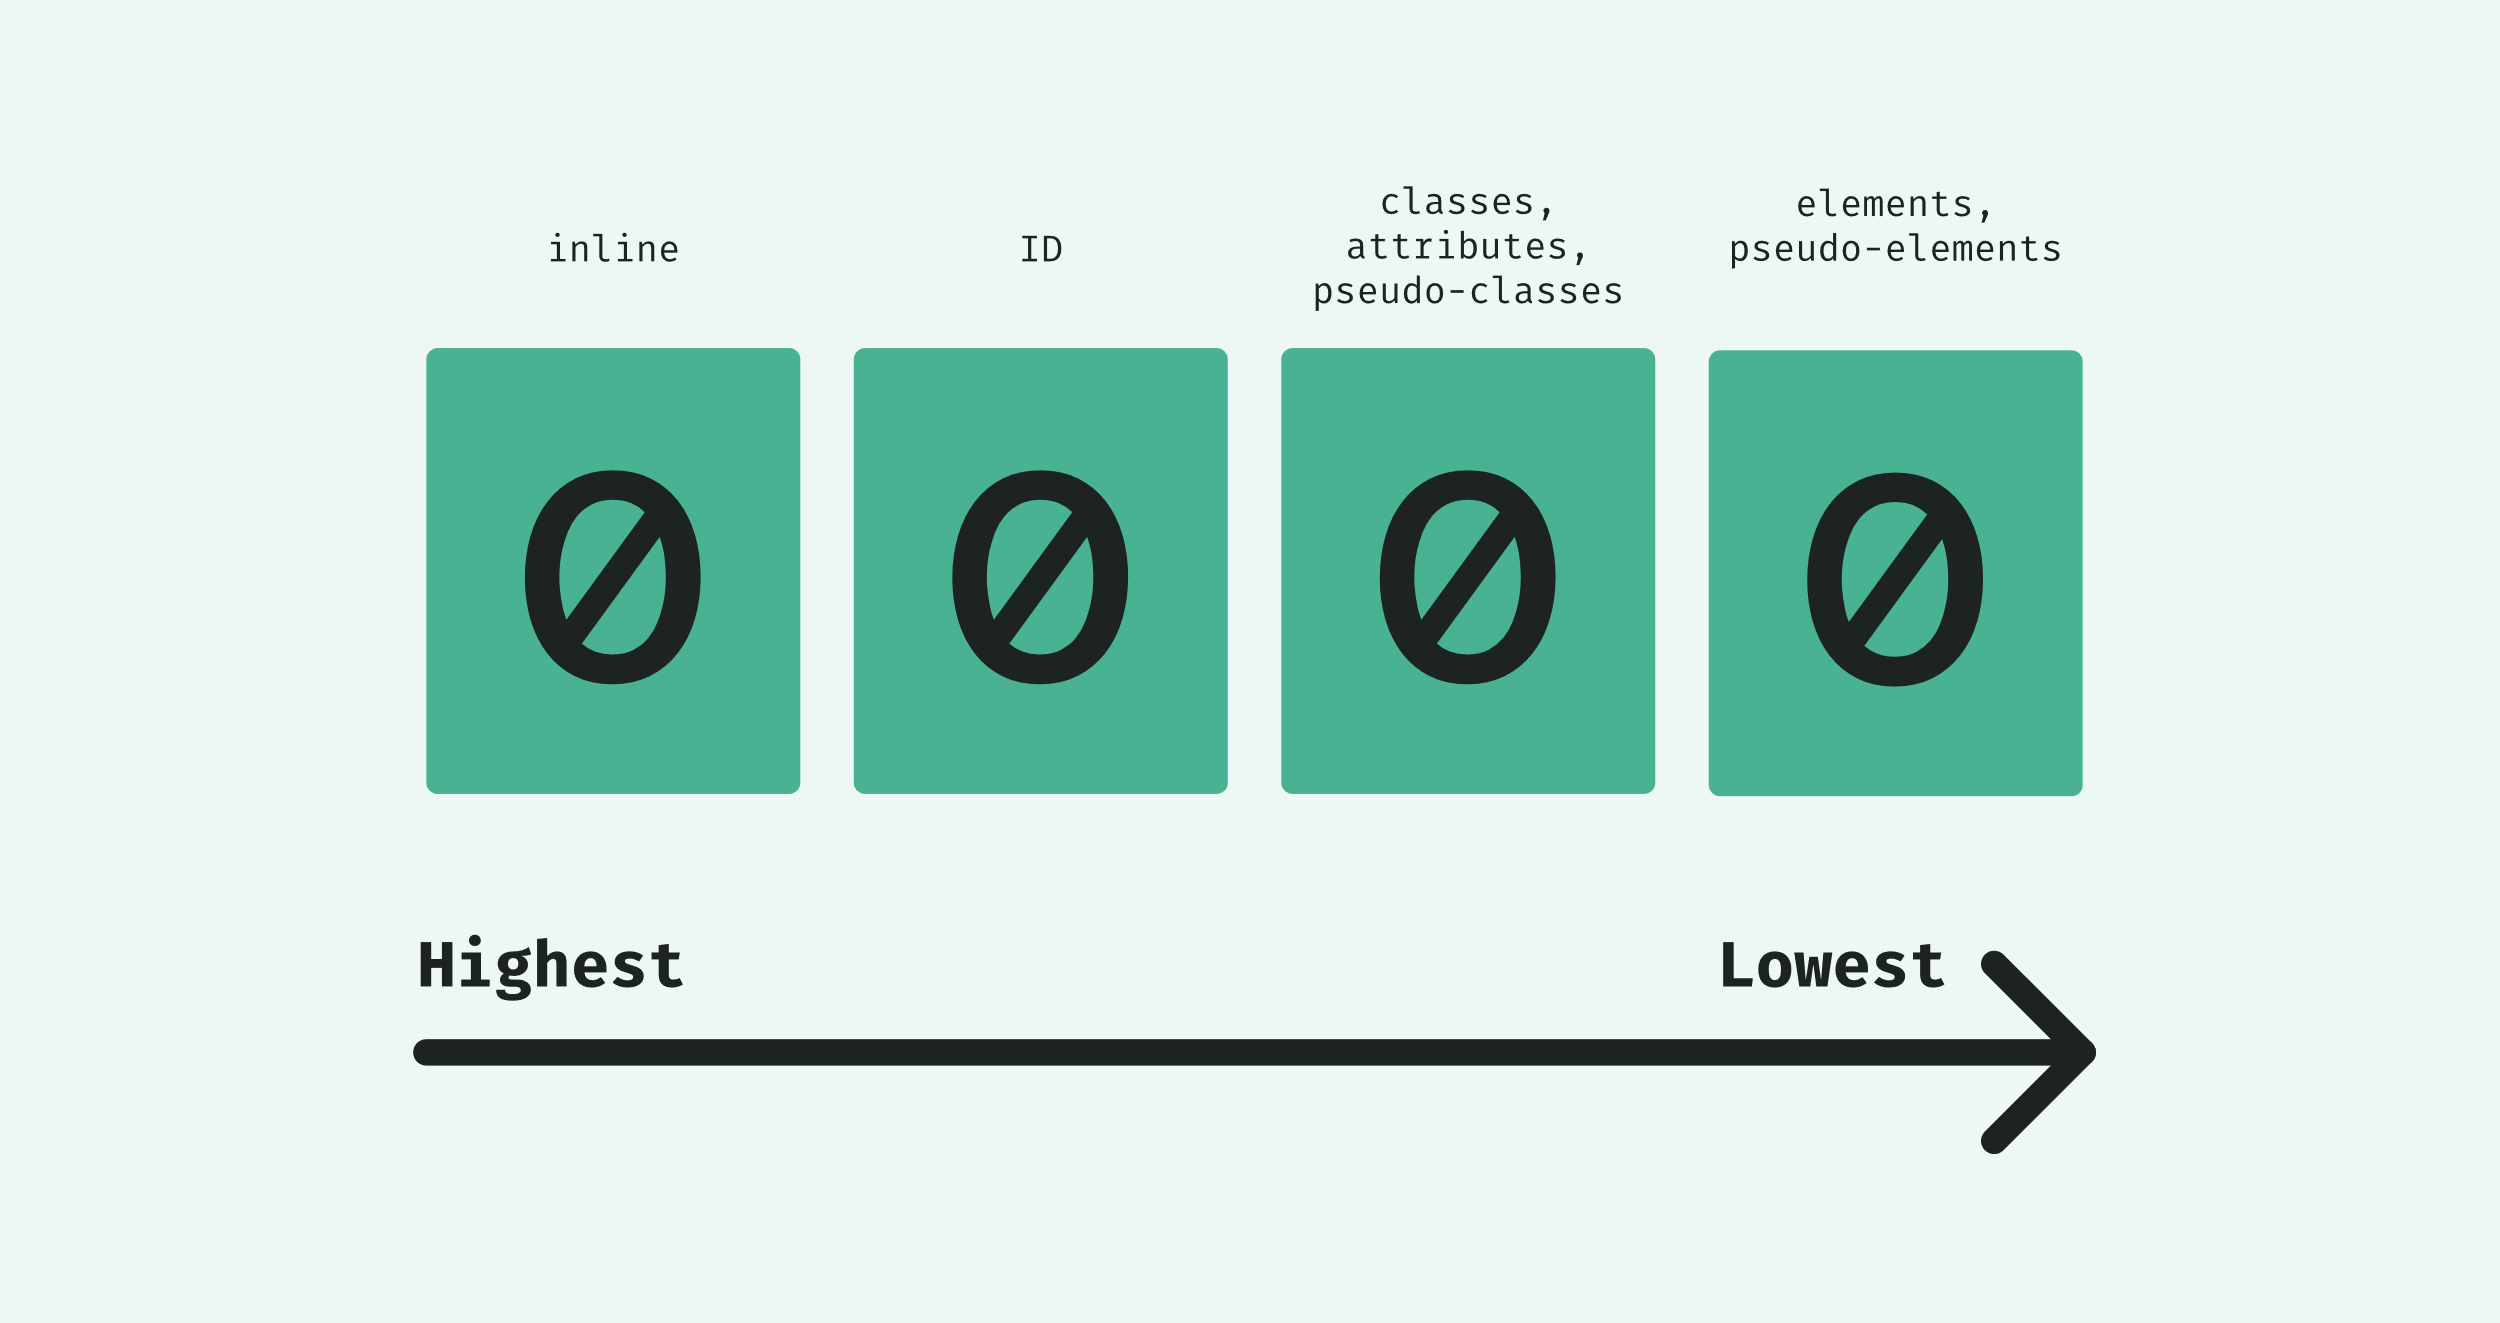 inline
ID
classes,
attributes,
pseudo-classes
elements,
pseudo-elements
0
0
0
0
Highest
Lowest